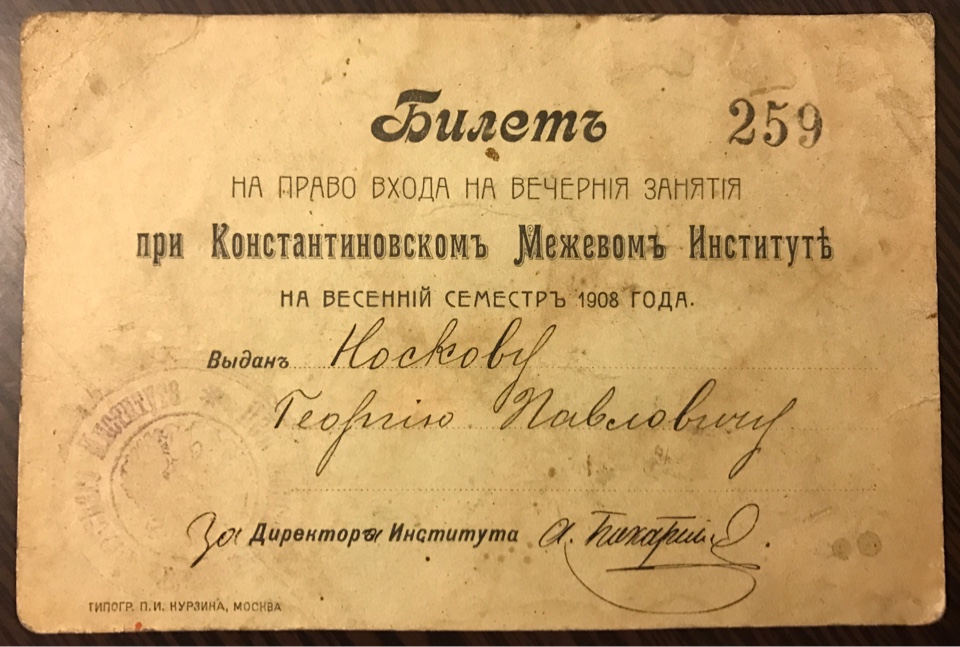 Билетъ 259
НА ПРАВО ВХОДА НА ВЕЧЕРНІЯ ЗАНЯТІЯ
при Константиновскомъ Межевомъ Институтѣ
НА ВЕСЕННІЙ СЕМЕСТРЪ 1908 ГОДА.
Выданъ Носкову
Георгію Павловичу
За Директора Института А.
ТИПОГР. П. И. КУРЗИНА, МОСКВА